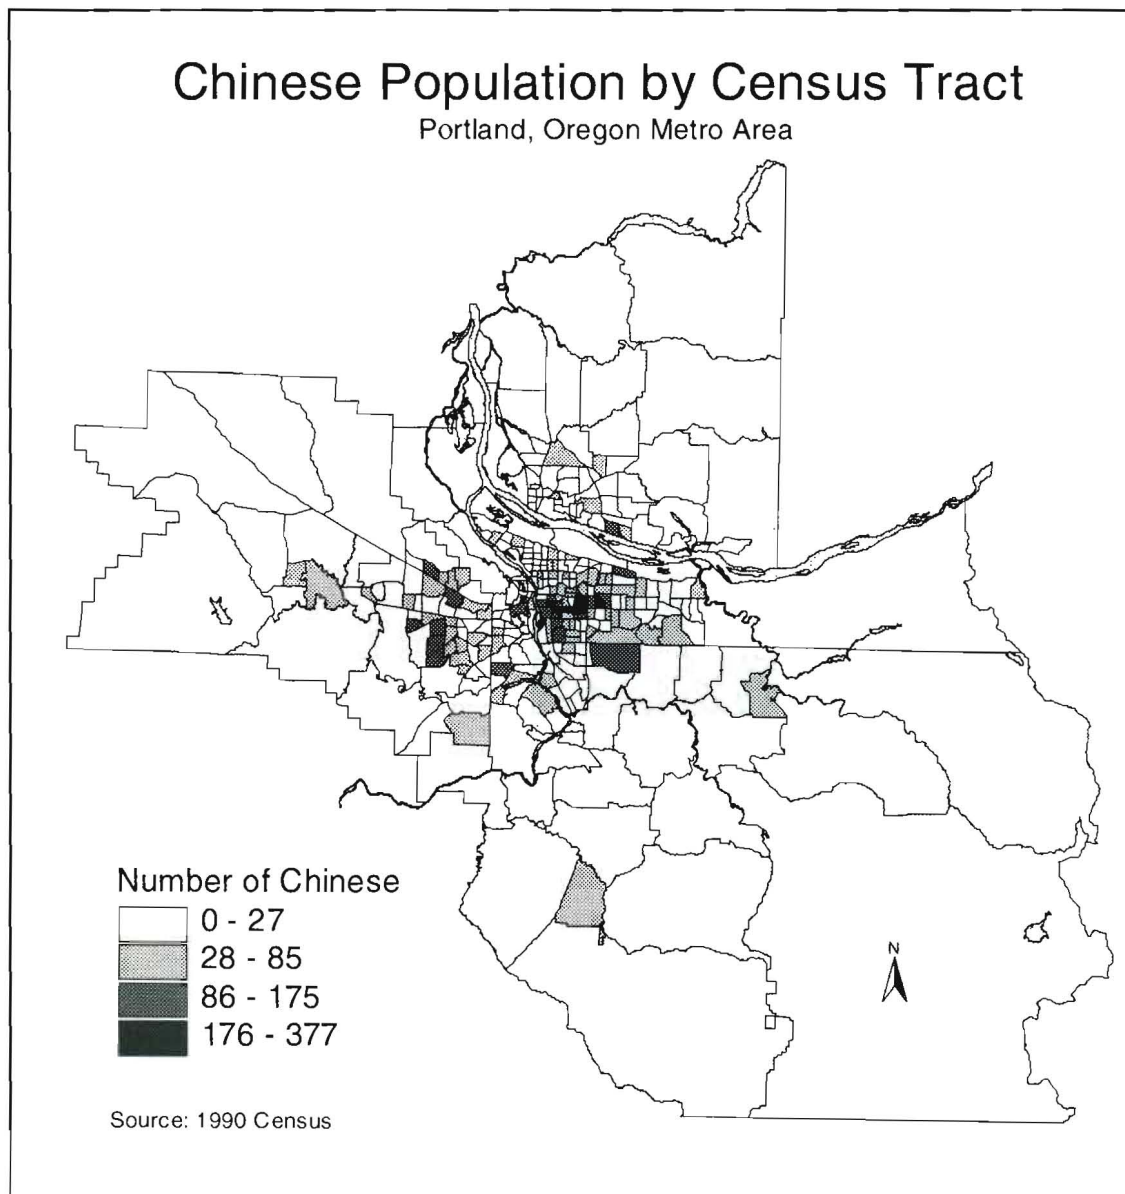 Chinese Population by Census Tract
Portland, Oregon Metro Area
Number of Chinese
0 - 27
28 - 85
86 - 175
176 - 377
N
Source: 1990 Census